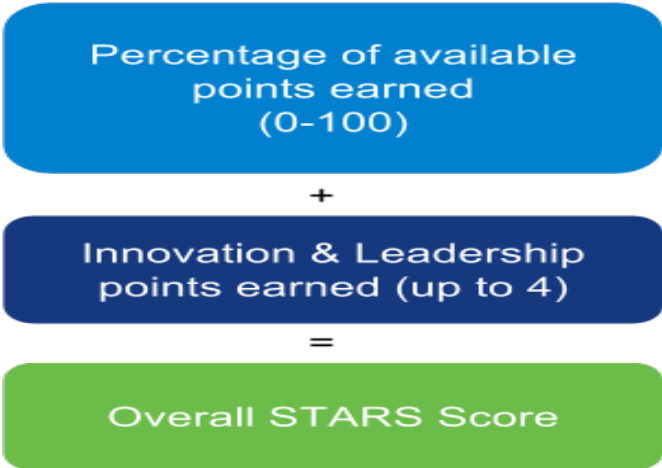 Percentage of available
points earned
(0-100)
+
Innovation & Leadership
points earned (up to 4)
=
Overall STARS Score